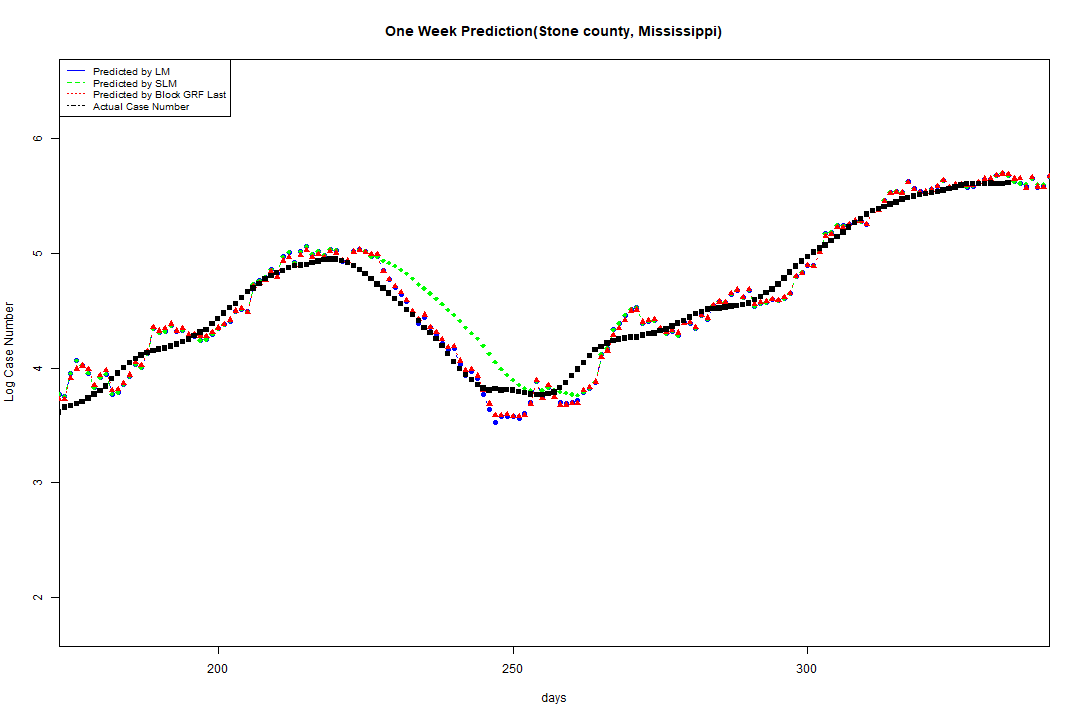 One Week Prediction(Stone county, Mississippi)
Predicted by LM
Predicted by SLM
Predicted by Block GRF Last
Actual Case Number
6
5
4
3
2
Log Case Number
200 250 300
days